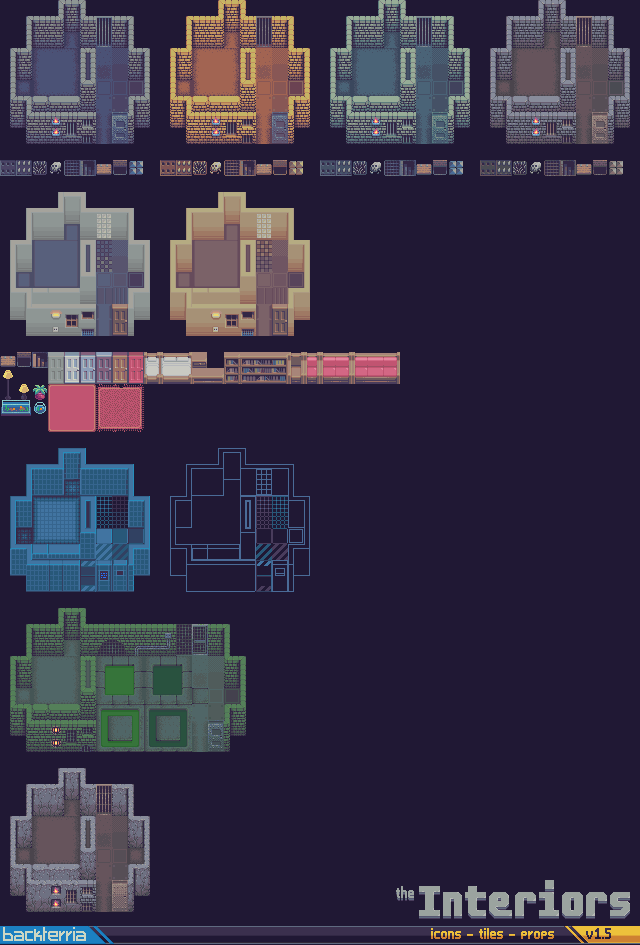 the Interiors
backterria
icons - tiles - props
v1.5